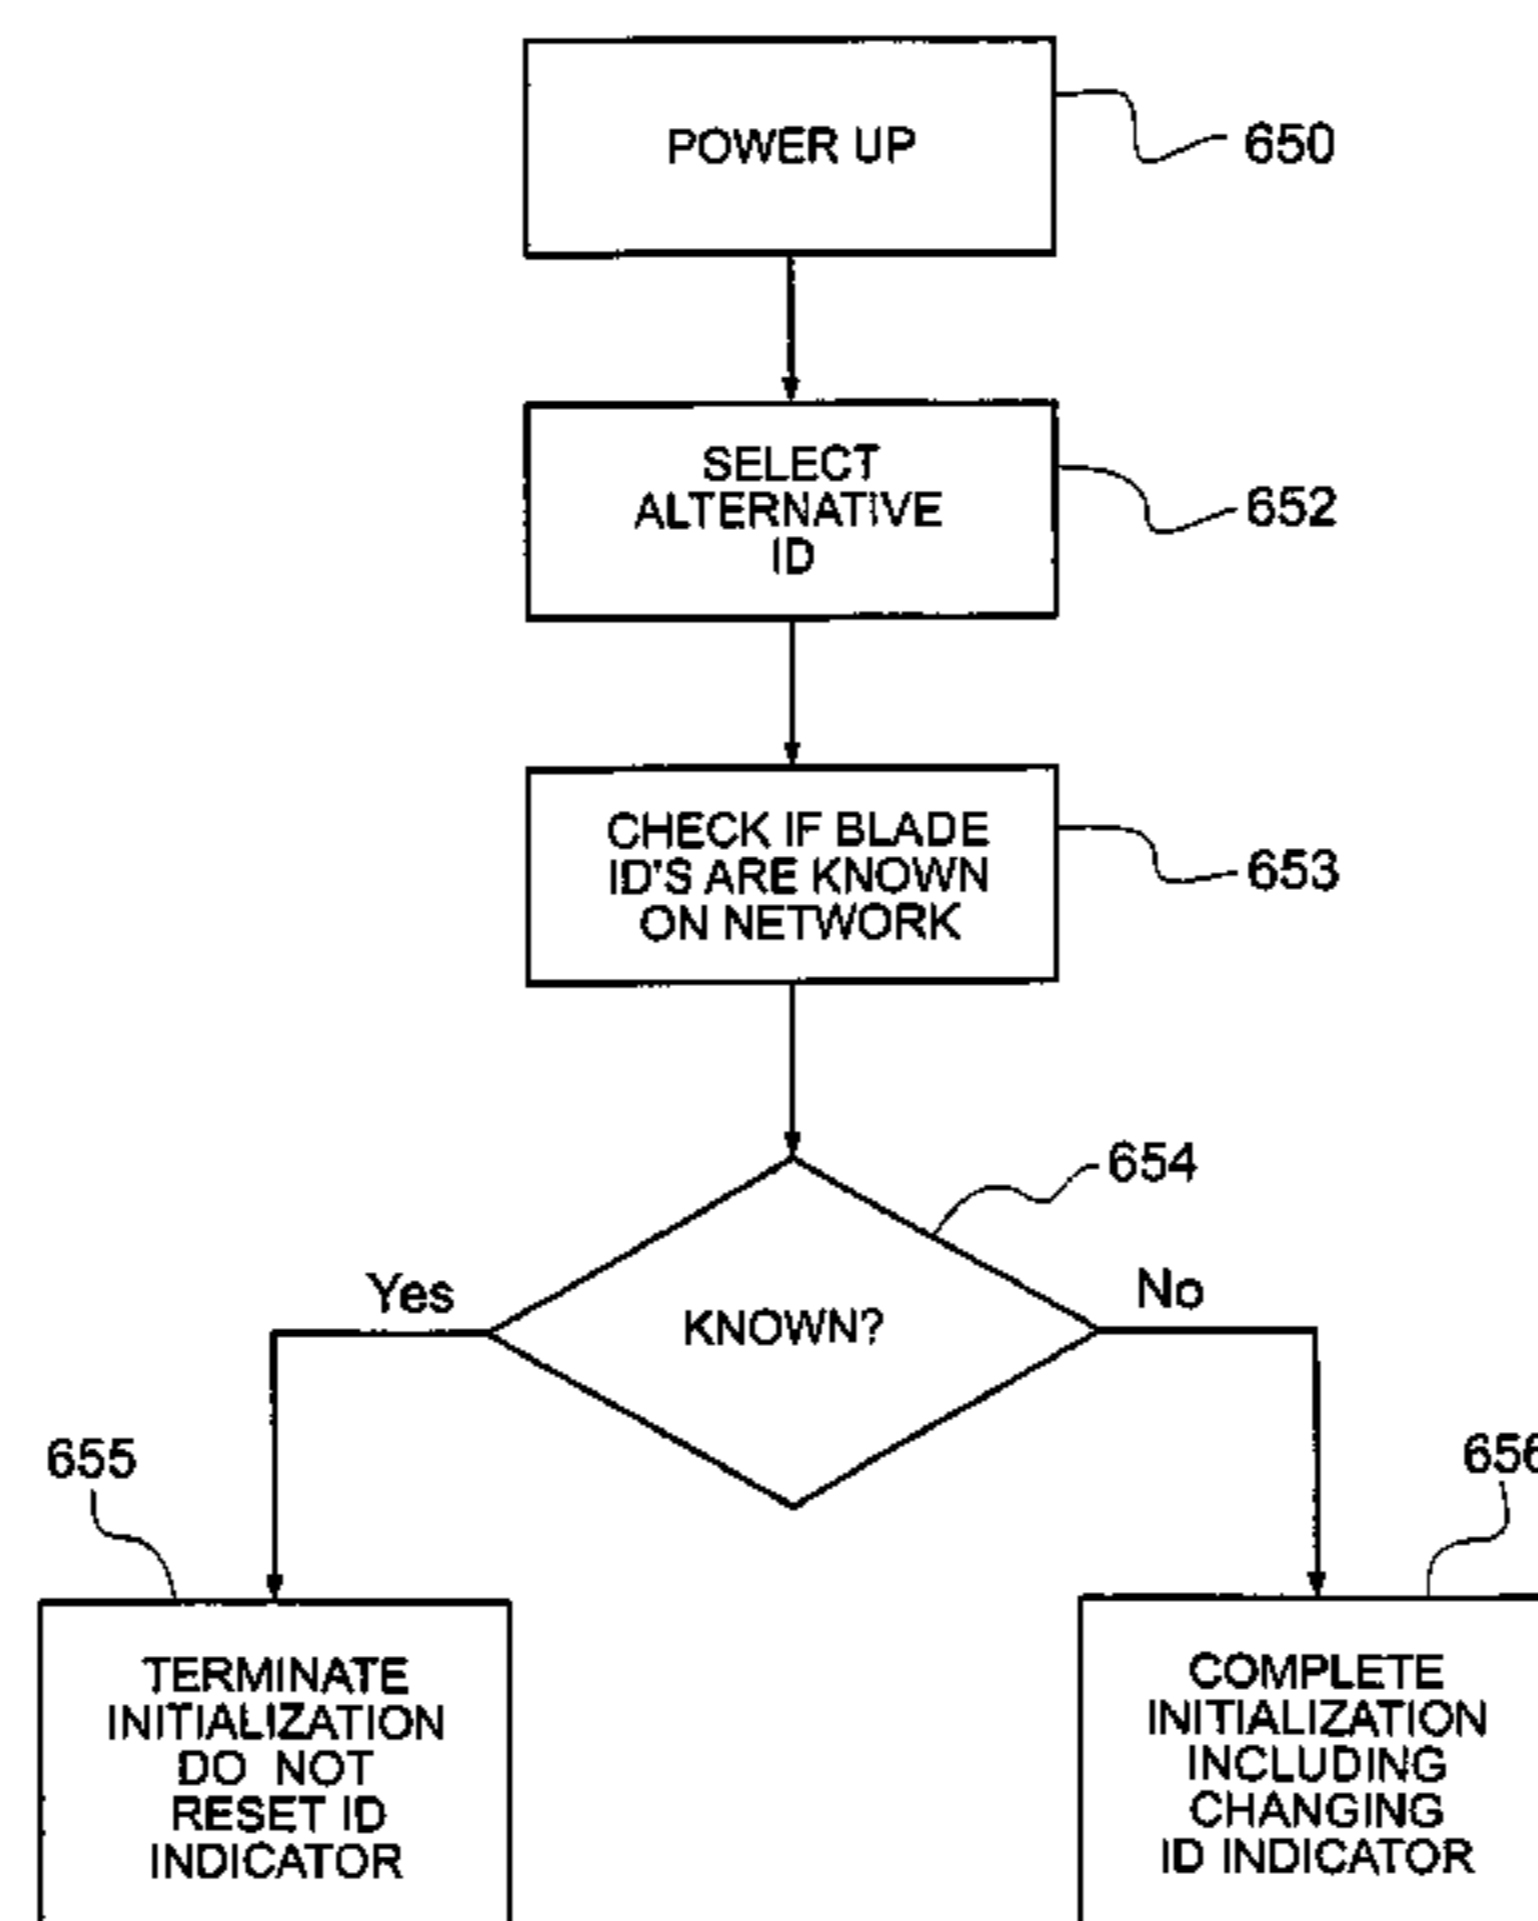 POWER UP
650
SELECT
ALTERNATIVE
ID
652
CHECK IF BLADE
ID'S ARE KNOWN
ON NETWORK
653
654
Yes
KNOWN?
No
655
656
TERMINATE
INITIALIZATION
DO NOT
RESET ID
INDICATOR
COMPLETE
INITIALIZATION
INCLUDING
CHANGING
ID INDICATOR